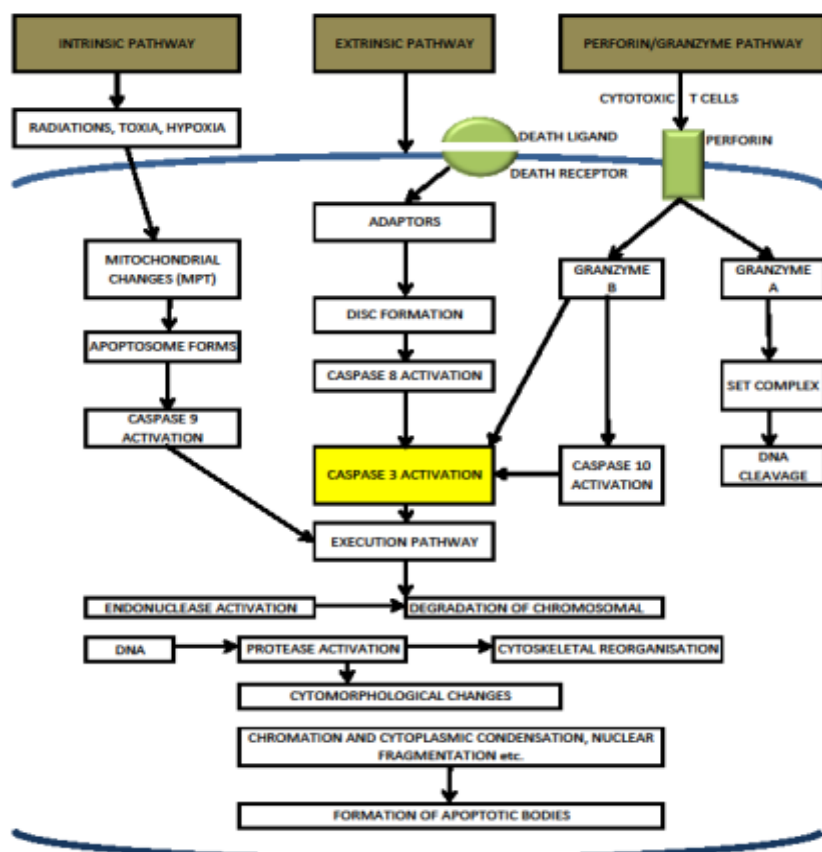 INTRINSIC PATHWAY
EXTRINSIC PATHWAY
PERFORIN/GRANZYME PATHWAY
CYTOTOXIC T CELLS
RADIATIONS, TOXIA, HYPOXIA
DEATH LIGAND
PERFORIN
DEATH RECEPTOR
ADAPTORS
MITOCHONDRIAL
CHANGES (MPT)
GRANZYME
B
GRANZYME
A
DISC FORMATION
APOPTOSOME FORMS
CASPASE 8 ACTIVATION
SET COMPLEX
CASPASE 9
ACTIVATION
CASPASE 3 ACTIVATION
CASPASE 10
ACTIVATION
DNA
CLEAVAGE
EXECUTION PATHWAY
ENDONUCLEASE ACTIVATION
DEGRADATION OF CHROMOSOMAL
DNA
PROTEASE ACTIVATION
CYTOSKELETAL REORGANISATION
CYTOMORPHOLOGICAL CHANGES
CHROMATION AND CYTOPLASMIC CONDENSATION, NUCLEAR
FRAGMENTATION etc.
FORMATION OF APOPTOTIC BODIES